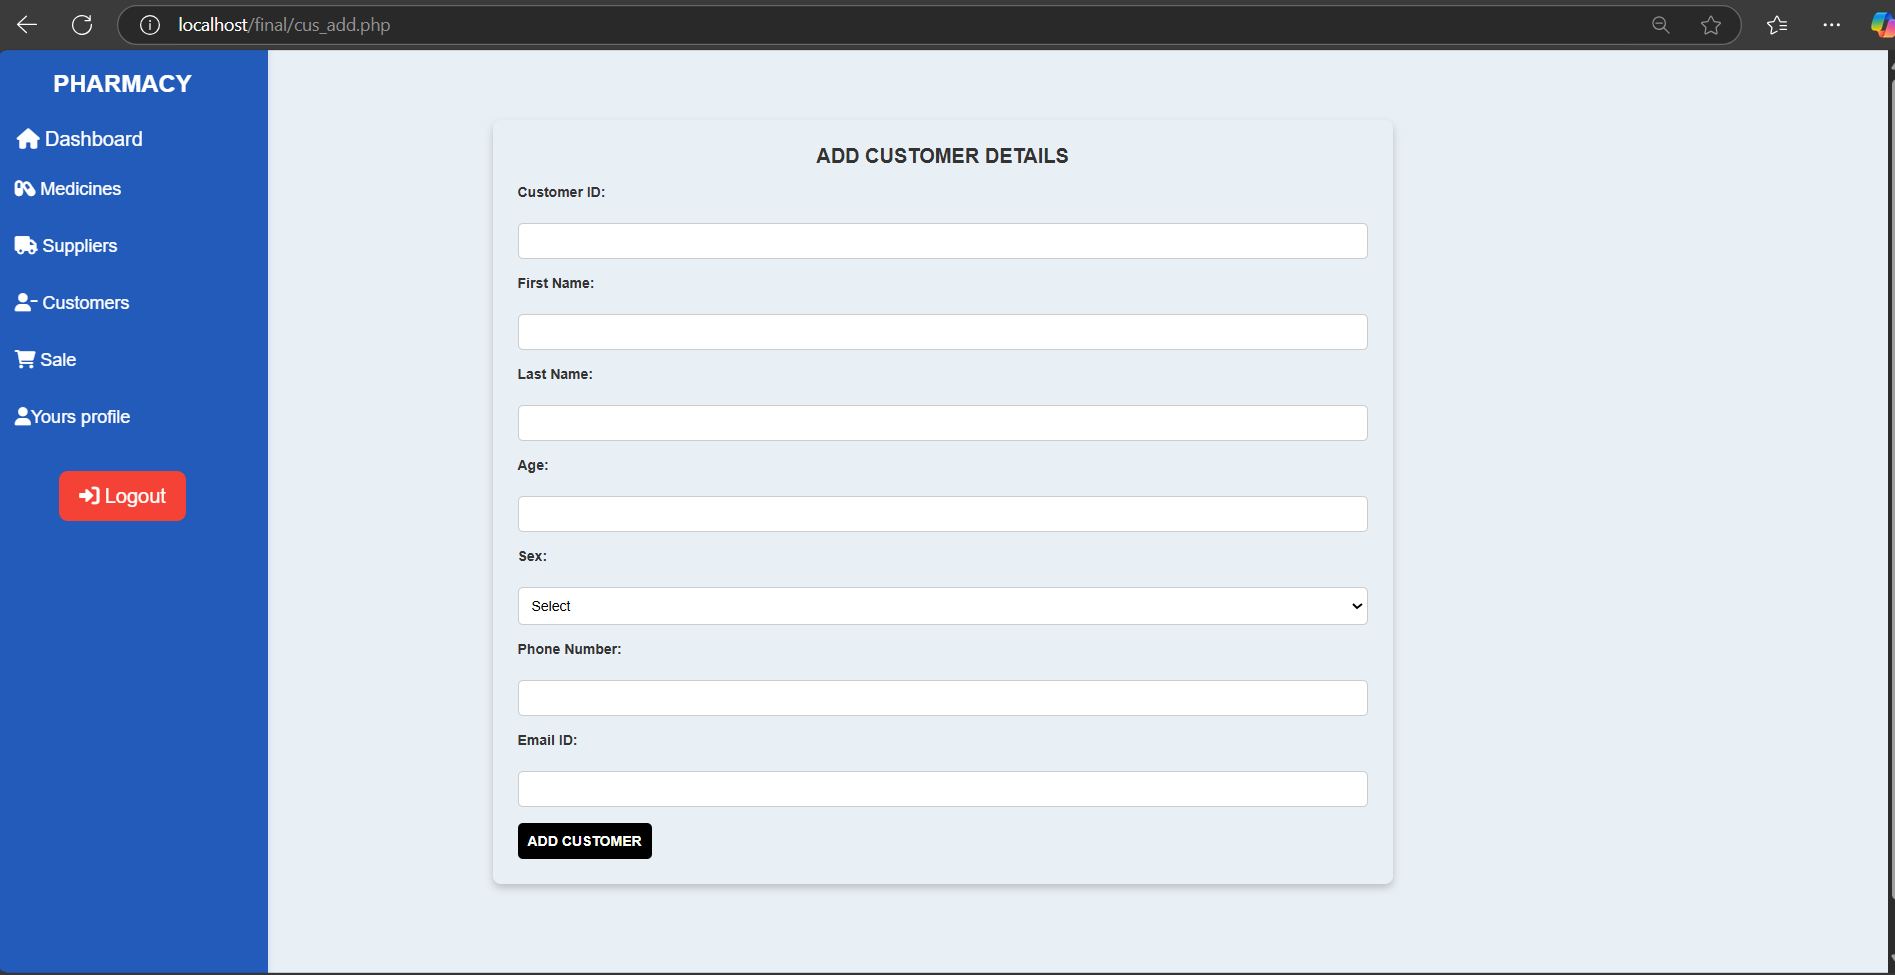 localhost/final/cus_add.php
PHARMACY
Dashboard
Medicines
Suppliers
Customers
Sale
Yours profile
Logout
ADD CUSTOMER DETAILS
Customer ID:
First Name:
Last Name:
Age:
Sex:
Select
Phone Number:
Email ID:
ADD CUSTOMER